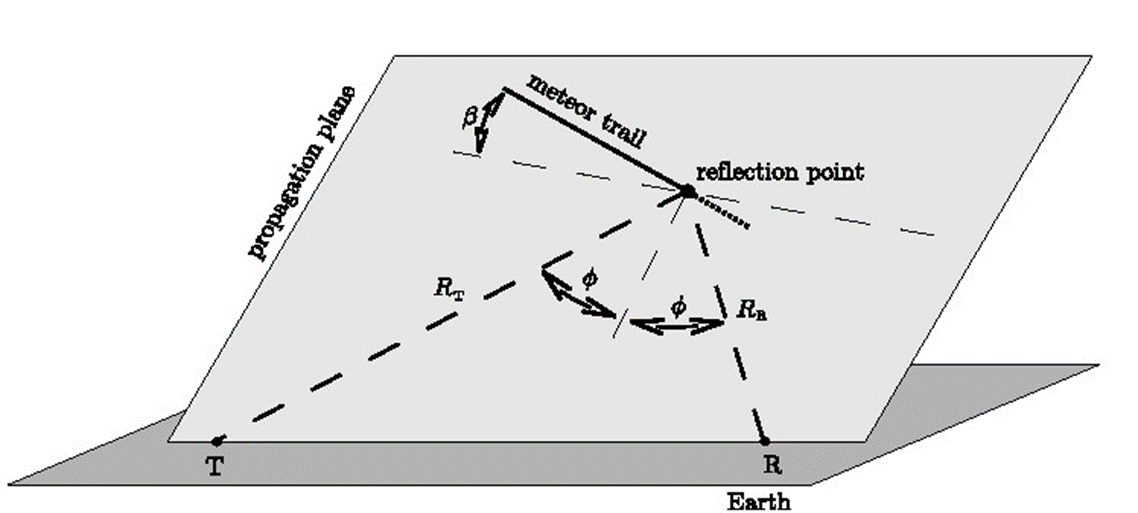 meteor trail
β
reflection point
propagation plane
ϕ
R_T
ϕ
R_R
T
R
Earth